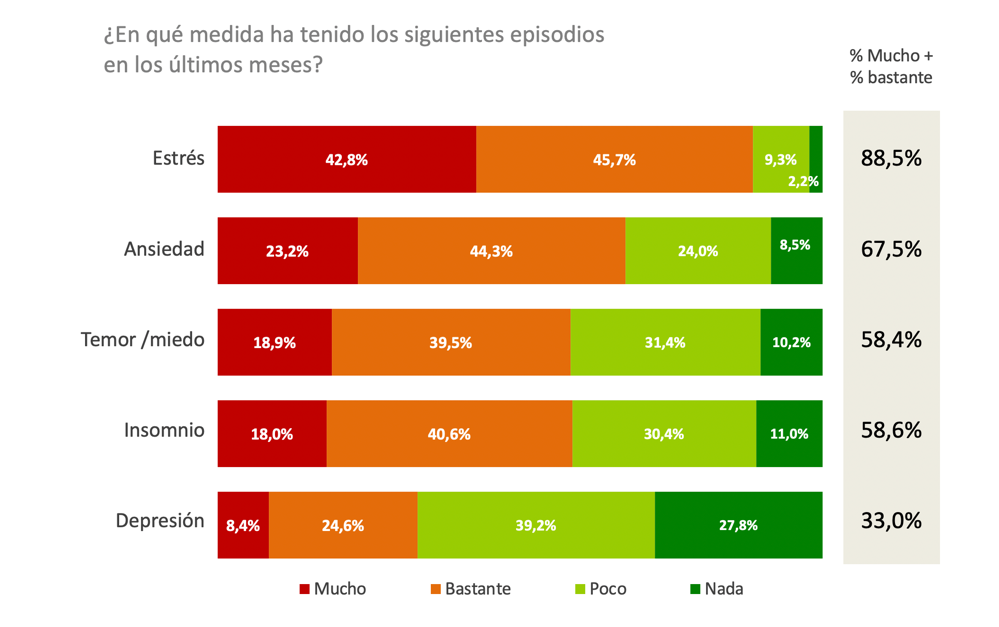 ¿En qué medida ha tenido los siguientes episodios
en los últimos meses?
% Mucho +
% bastante
Estrés 42,8% 45,7% 9,3% 2,2% 88,5%
Ansiedad 23,2% 44,3% 24,0% 8,5% 67,5%
Temor /miedo 18,9% 39,5% 31,4% 10,2% 58,4%
Insomnio 18,0% 40,6% 30,4% 11,0% 58,6%
Depresión 8,4% 24,6% 39,2% 27,8% 33,0%
Mucho Bastante Poco Nada